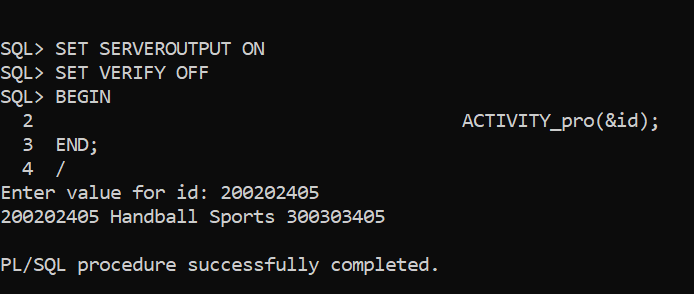 SQL> SET SERVEROUTPUT ON
SQL> SET VERIFY OFF
SQL> BEGIN
2 ACTIVITY_pro(&id);
3 END;
4 /
Enter value for id: 200202405
200202405 Handball Sports 300303405
PL/SQL procedure successfully completed.